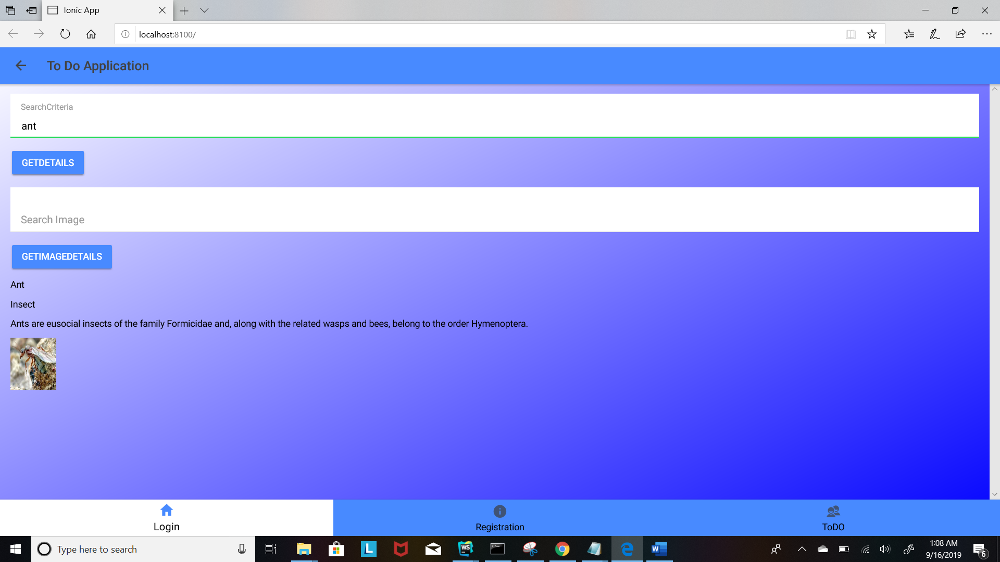 Ionic App
localhost:8100/
To Do Application
SearchCriteria
ant
GETDETAILS
Search Image
GETIMAGEDETAILS
Ant
Insect
Ants are eusocial insects of the family Formicidae and, along with the related wasps and bees, belong to the order Hymenoptera.
Login
Registration
ToDO
Type here to search
L
WS
W
1:08 AM
9/16/2019
6